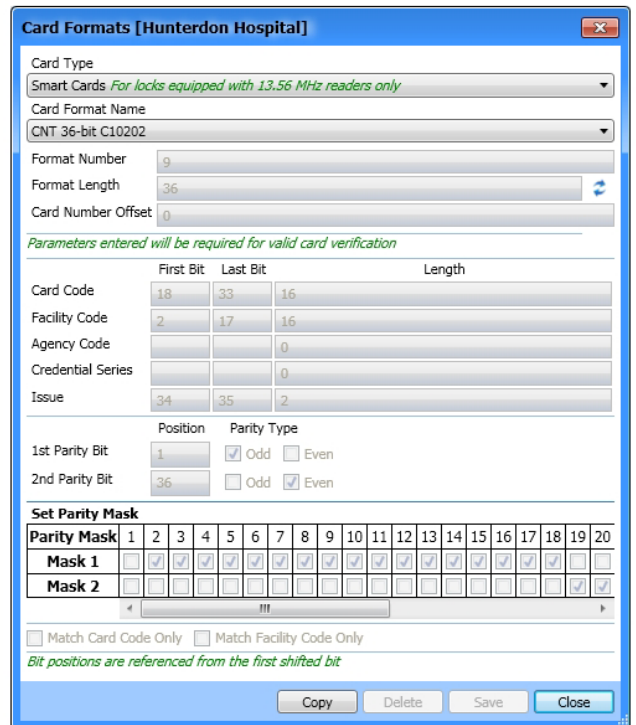 Card Formats [Hunterdon Hospital]
Card Type
Smart Cards For locks equipped with 13.56 MHz readers only
Card Format Name
CNT 36-bit C10202
Format Number 9
Format Length 36
Card Number Offset 0
Parameters entered will be required for valid card verification
First Bit Last Bit Length
Card Code 18 33 16
Facility Code 2 17 16
Agency Code 0
Credential Series 0
Issue 34 35 2
Position Parity Type
1st Parity Bit 1 Odd Even
2nd Parity Bit 36 Odd Even
Set Parity Mask
Parity Mask 1 2 3 4 5 6 7 8 9 10 11 12 13 14 15 16 17 18 19 20
Mask 1
Mask 2
Match Card Code Only Match Facility Code Only
Bit positions are referenced from the first shifted bit
Copy Delete Save Close